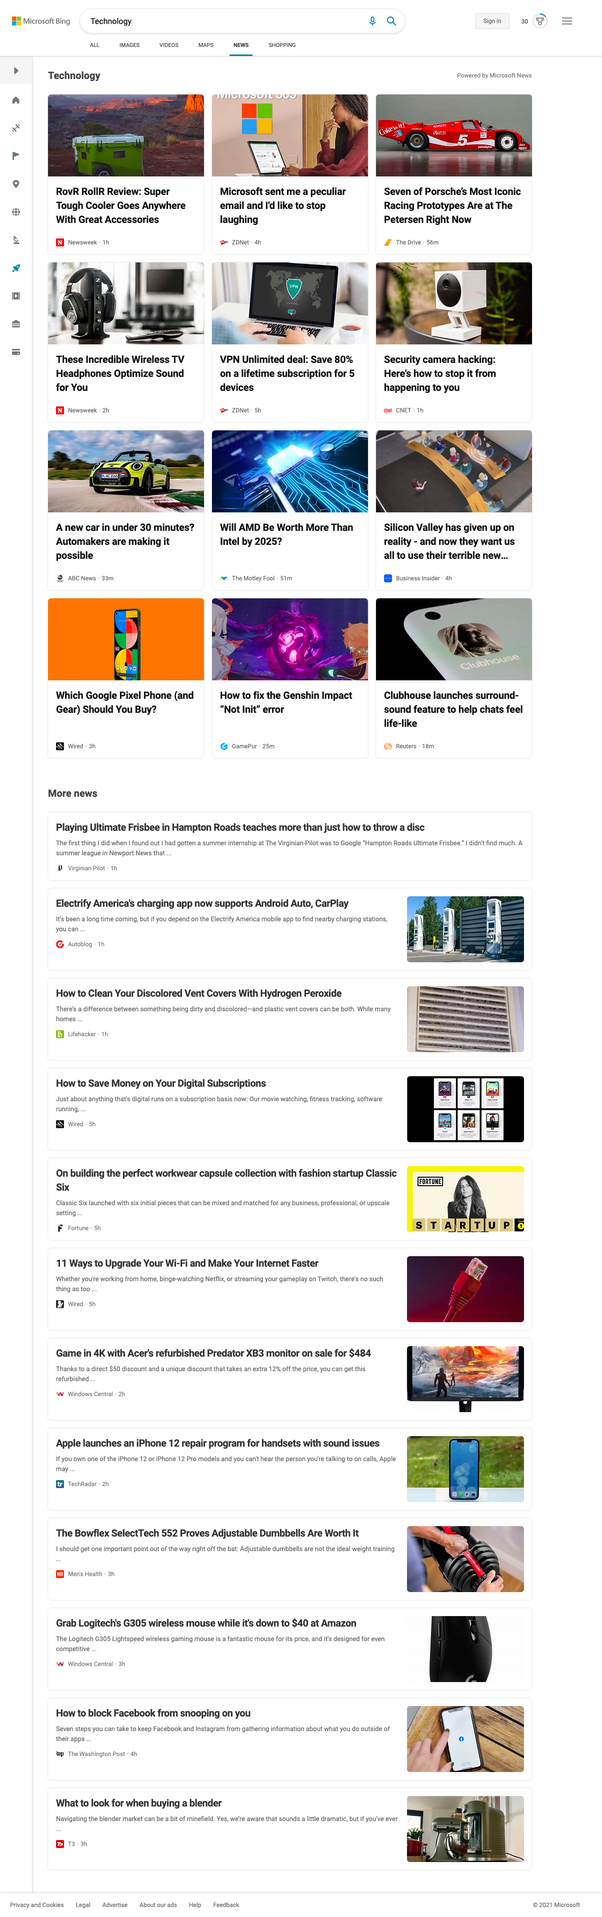 Microsoft Bing
Technology
Sign in
30
ALL
IMAGES
VIDEOS
MAPS
NEWS
SHOPPING
Technology
Powered by Microsoft News
Microsoft 365
RovR RollR Review: Super
Tough Cooler Goes Anywhere
With Great Accessories
Newsweek · 1h
Microsoft sent me a peculiar
email and I'd like to stop
laughing
ZDNet · 4h
5
Seven of Porsche's Most Iconic
Racing Prototypes Are at The
Petersen Right Now
The Drive · 56m
These Incredible Wireless TV
Headphones Optimize Sound
for You
Newsweek · 2h
VPN
VPN Unlimited deal: Save 80%
on a lifetime subscription for 5
devices
ZDNet · 5h
Security camera hacking:
Here's how to stop it from
happening to you
CNET · 1h
A new car in under 30 minutes?
Automakers are making it
possible
ABC News · 33m
Will AMD Be Worth More Than
Intel by 2025?
The Motley Fool · 51m
Silicon Valley has given up on
reality - and now they want us
all to use their terrible new...
Business Insider · 4h
Which Google Pixel Phone (and
Gear) Should You Buy?
Wired · 3h
How to fix the Genshin Impact
“Not Init” error
GamePur · 25m
Clubhouse
Clubhouse launches surround-
sound feature to help chats feel
life-like
Reuters · 18m
More news
Playing Ultimate Frisbee in Hampton Roads teaches more than just how to throw a disc
The first thing I did when I found out I had gotten a summer internship at The Virginian-Pilot was to Google “Hampton Roads Ultimate Frisbee.” I didn't find much. A
summer league in Newport News that ...
Virginian Pilot · 1h
Electrify America's charging app now supports Android Auto, CarPlay
It's been a long time coming, but if you depend on the Electrify America mobile app to find nearby charging stations,
you can ...
Autoblog · 1h
How to Clean Your Discolored Vent Covers With Hydrogen Peroxide
There's a difference between something being dirty and discolored—and plastic vent covers can be both. While many
homes ...
Lifehacker · 1h
How to Save Money on Your Digital Subscriptions
Just about anything that's digital runs on a subscription basis now: Our movie watching, fitness tracking, software
running, ...
Wired · 5h
On building the perfect workwear capsule collection with fashion startup Classic
Six
Classic Six launched with six initial pieces that can be mixed and matched for any business, professional, or upscale
setting ...
Fortune · 5h
FORTUNE
STARTUP
11 Ways to Upgrade Your Wi-Fi and Make Your Internet Faster
Whether you're working from home, binge-watching Netflix, or streaming your gameplay on Twitch, there's no such
thing as too ...
Wired · 5h
Game in 4K with Acer's refurbished Predator XB3 monitor on sale for $484
Thanks to a direct $50 discount and a unique discount that takes an extra 12% off the price, you can get this
refurbished ...
Windows Central · 2h
Apple launches an iPhone 12 repair program for handsets with sound issues
If you own one of the iPhone 12 or iPhone 12 Pro models and you can't hear the person you're talking to on calls, Apple
may ...
TechRadar · 2h
The Bowflex SelectTech 552 Proves Adjustable Dumbbells Are Worth It
I should get one important point out of the way right off the bat: Adjustable dumbbells are not the ideal weight training
...
Men's Health · 3h
Grab Logitech's G305 wireless mouse while it's down to $40 at Amazon
The Logitech G305 Lightspeed wireless gaming mouse is a fantastic mouse for its price, and it's designed for even
competitive ...
Windows Central · 3h
How to block Facebook from snooping on you
Seven steps you can take to keep Facebook and Instagram from gathering information about what you do outside of
their apps ...
The Washington Post · 4h
What to look for when buying a blender
Navigating the blender market can be a bit of minefield. Yes, we're aware that sounds a little dramatic, but if you've ever
...
T3 · 3h
Privacy and Cookies
Legal
Advertise
About our ads
Help
Feedback
© 2021 Microsoft